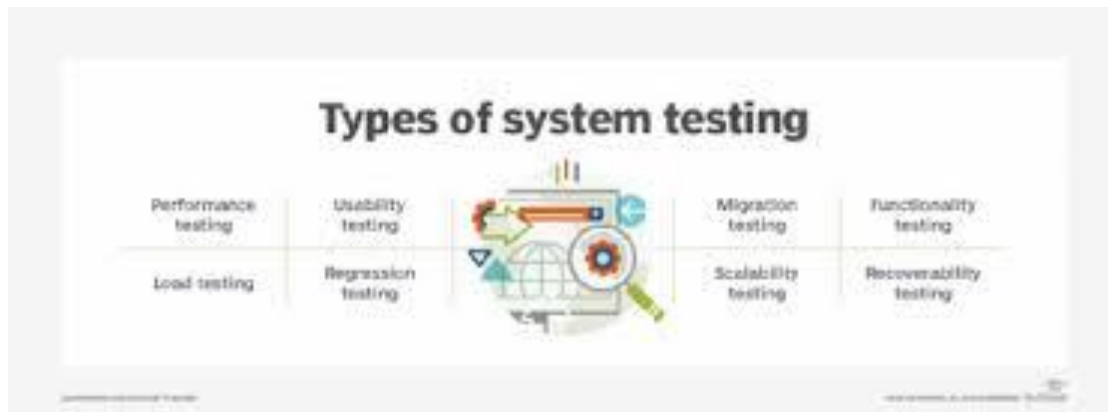 Types of system testing
Performance
testing
Usability
testing
Migration
testing
Functionality
testing
Load testing
Regression
testing
Scalability
testing
Recoverability
testing